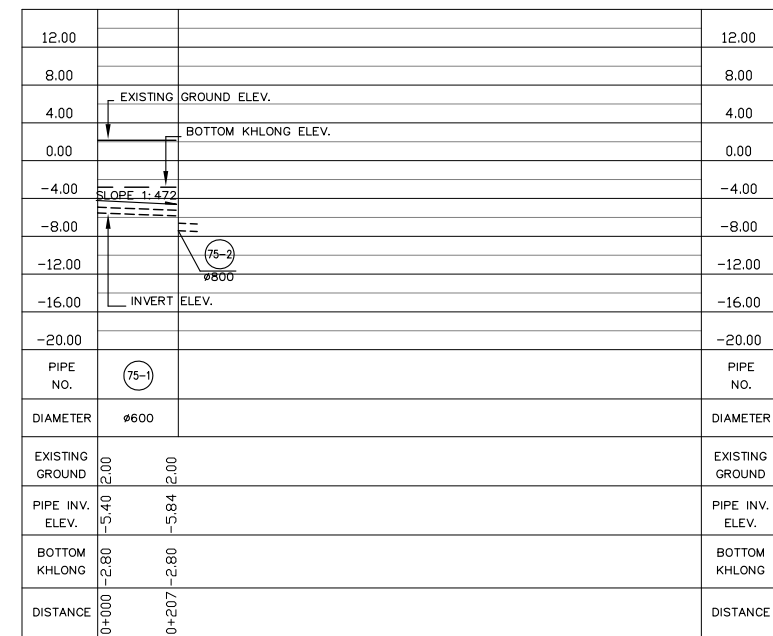 12.00 12.00
8.00 8.00
EXISTING GROUND ELEV.
4.00 4.00
BOTTOM KHLONG ELEV.
0.00 0.00
-4.00 SLOPE 1:472 -4.00
-8.00 -8.00
75-2
-12.00 -12.00
ø800
-16.00 INVERT ELEV. -16.00
-20.00 -20.00
PIPE NO. 75-1 PIPE NO.
DIAMETER ø600 DIAMETER
EXISTING GROUND 2.00 2.00 EXISTING GROUND
PIPE INV. ELEV. -5.40 -5.84 PIPE INV. ELEV.
BOTTOM KHLONG -2.80 -2.80 BOTTOM KHLONG
DISTANCE 0+000 0+207 DISTANCE